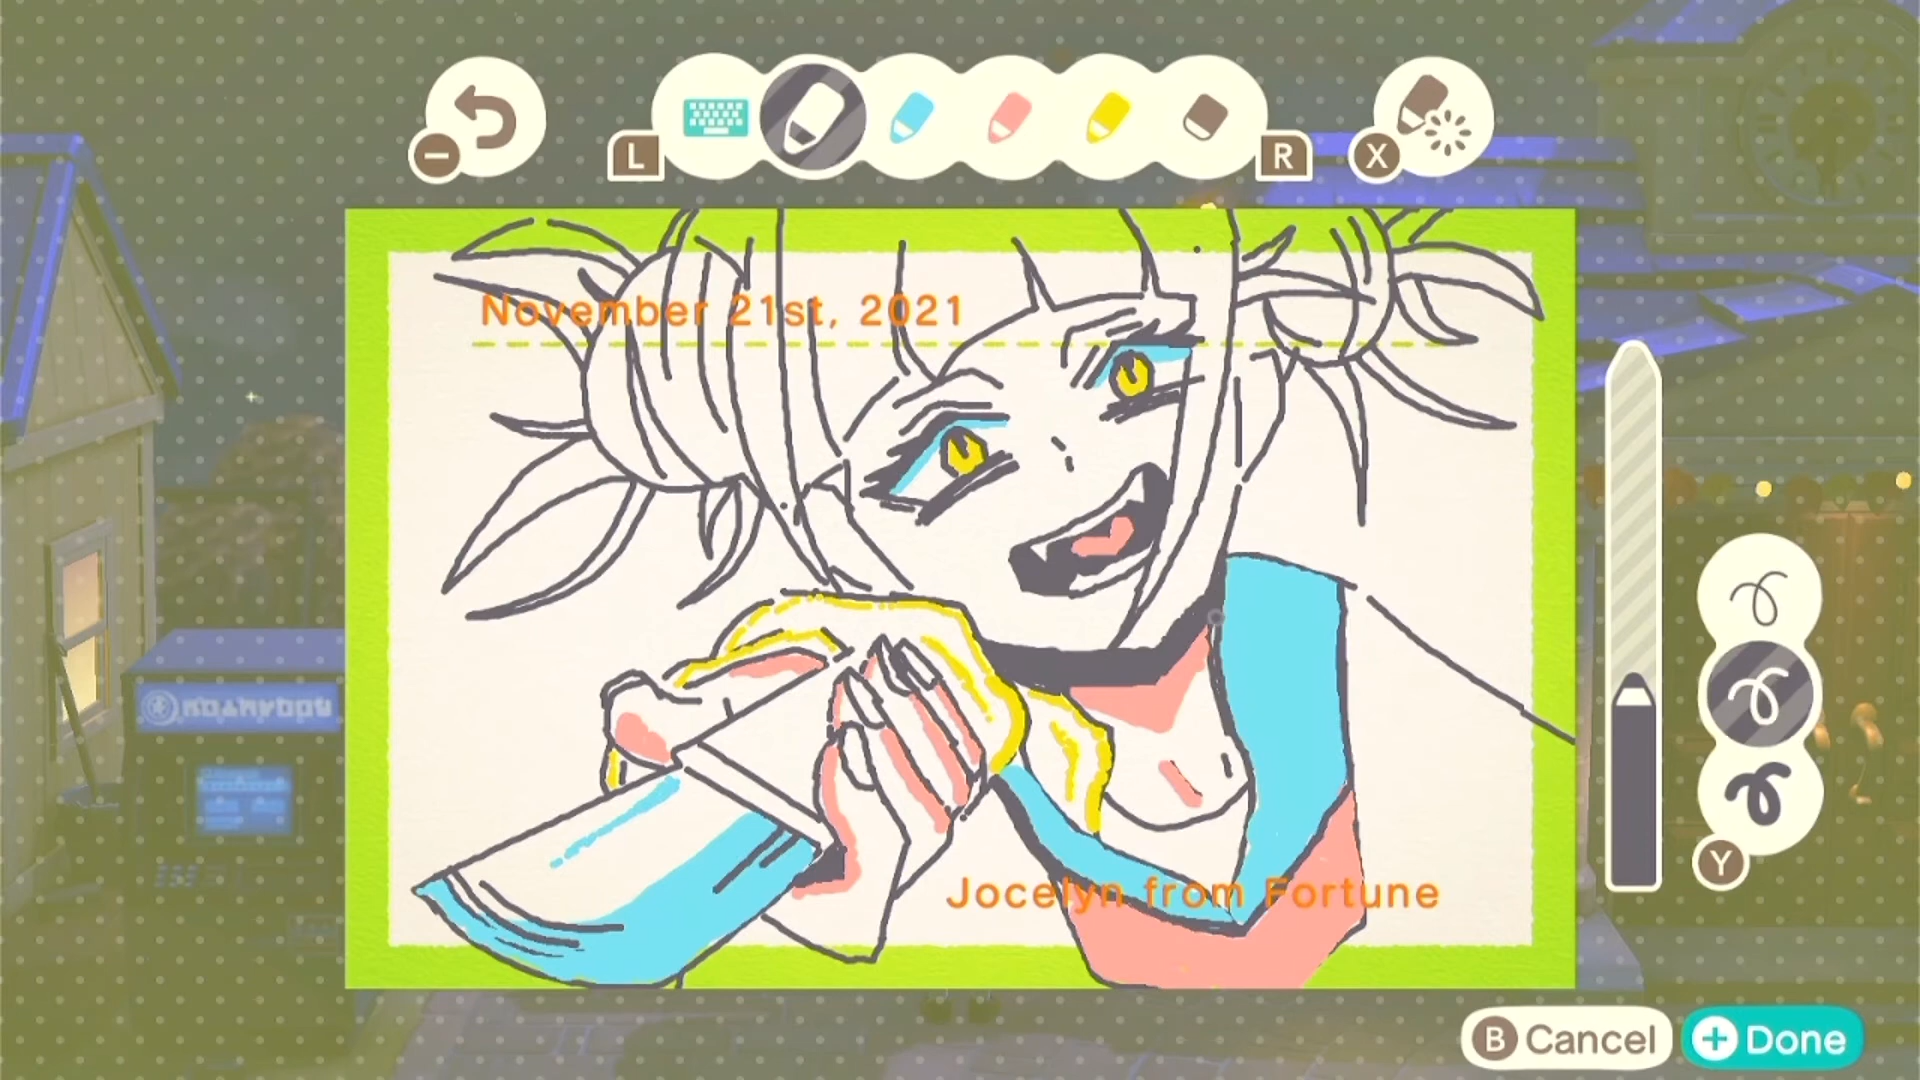 L
R
X
November 21st, 2021
Y
Jocelyn from Fortune
B Cancel
+ Done